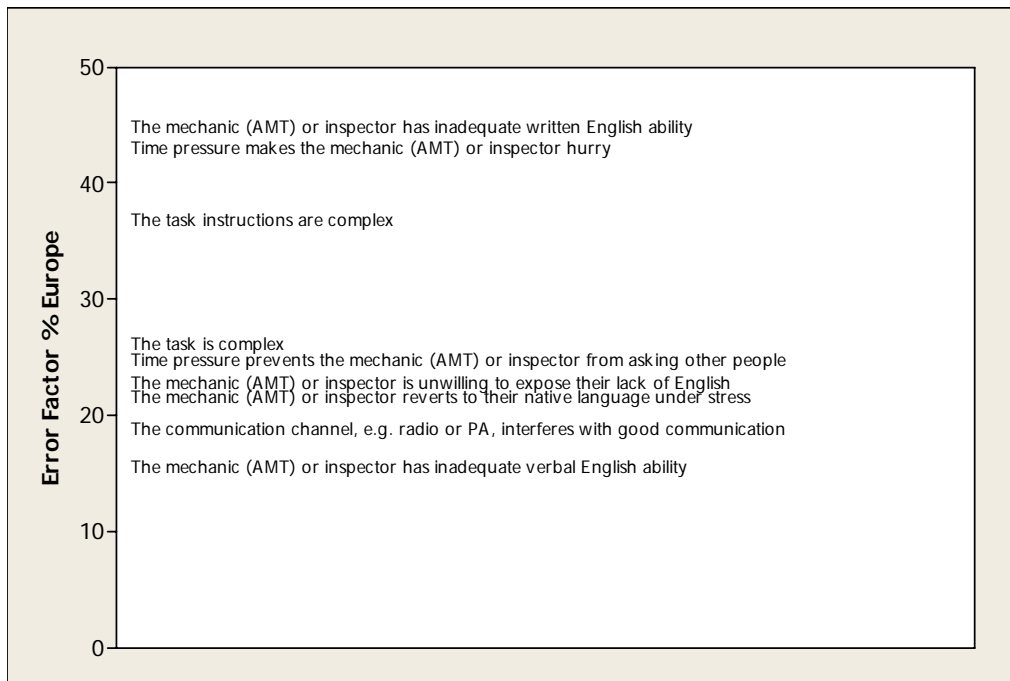 50
The mechanic (AMT) or inspector has inadequate written English ability
Time pressure makes the mechanic (AMT) or inspector hurry
40
The task instructions are complex
30
The task is complex
Time pressure prevents the mechanic (AMT) or inspector from asking other people
The mechanic (AMT) or inspector is unwilling to expose their lack of English
The mechanic (AMT) or inspector reverts to their native language under stress
20
The communication channel, e.g. radio or PA, interferes with good communication
The mechanic (AMT) or inspector has inadequate verbal English ability
10
0
Error Factor % Europe